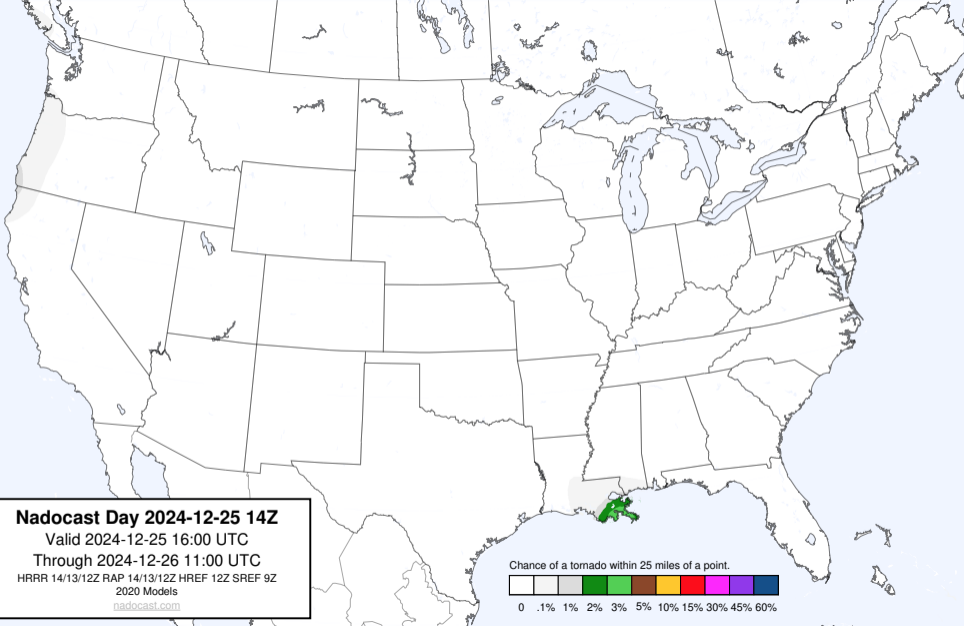 Nadocast Day 2024-12-25 14Z
Valid 2024-12-25 16:00 UTC
Through 2024-12-26 11:00 UTC
HRRR 14/13/12Z RAP 14/13/12Z HREF 12Z SREF 9Z
2020 Models
nadocast.com
Chance of a tornado within 25 miles of a point.
0 .1% 1% 2% 3% 5% 10% 15% 30% 45% 60%